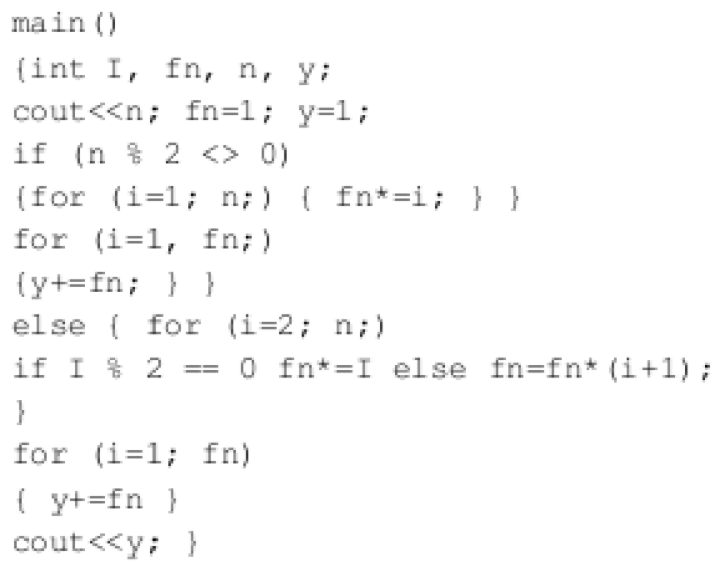 main()
{int I, fn, n, y;
cout<<n; fn=1; y=1;
if (n % 2 <> 0)
{for (i=1; n;) { fn*=i; } }
for (i=1, fn;)
{y+=fn; } }
else { for (i=2; n;)
if I % 2 == 0 fn*=I else fn=fn*(i+1);
}
for (i=1; fn)
{ y+=fn }
cout<<y; }